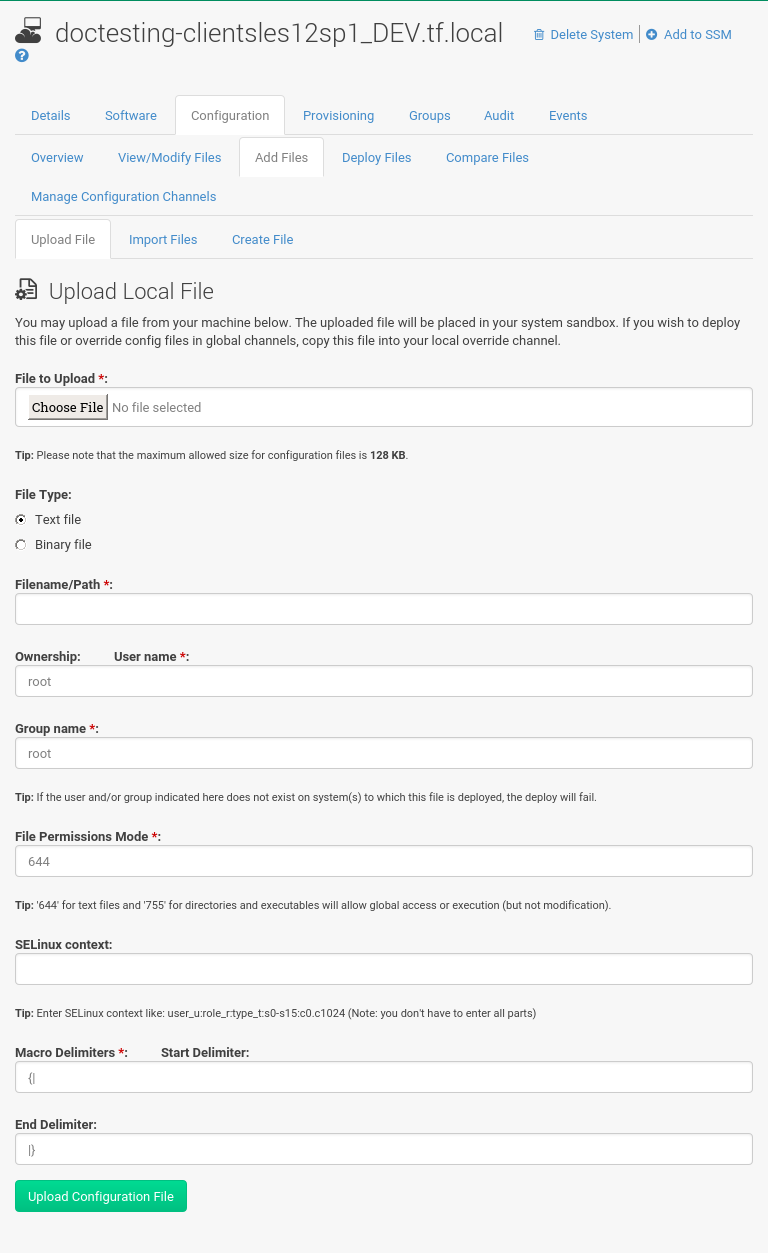 doctesting-clientsles12sp1_DEV.tf.local Delete System Add to SSM
Details Software Configuration Provisioning Groups Audit Events
Overview View/Modify Files Add Files Deploy Files Compare Files
Manage Configuration Channels
Upload File Import Files Create File
Upload Local File
You may upload a file from your machine below. The uploaded file will be placed in your system sandbox. If you wish to deploy
this file or override config files in global channels, copy this file into your local override channel.
File to Upload *:
Choose File No file selected
Tip: Please note that the maximum allowed size for configuration files is 128 KB.
File Type:
Text file
Binary file
Filename/Path *:
Ownership: User name *:
root
Group name *:
root
Tip: If the user and/or group indicated here does not exist on system(s) to which this file is deployed, the deploy will fail.
File Permissions Mode *:
644
Tip: '644' for text files and '755' for directories and executables will allow global access or execution (but not modification).
SELinux context:
Tip: Enter SELinux context like: user_u:role_r:type_t:s0-s15:c0.c1024 (Note: you don't have to enter all parts)
Macro Delimiters *: Start Delimiter:
{|
End Delimiter:
|}
Upload Configuration File